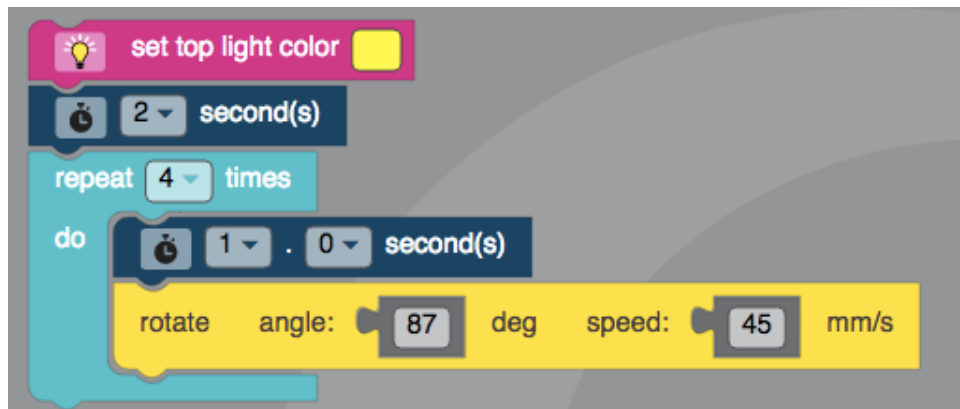 set top light color
2 second(s)
repeat 4 times
do 1 . 0 second(s)
rotate angle: 87 deg speed: 45 mm/s